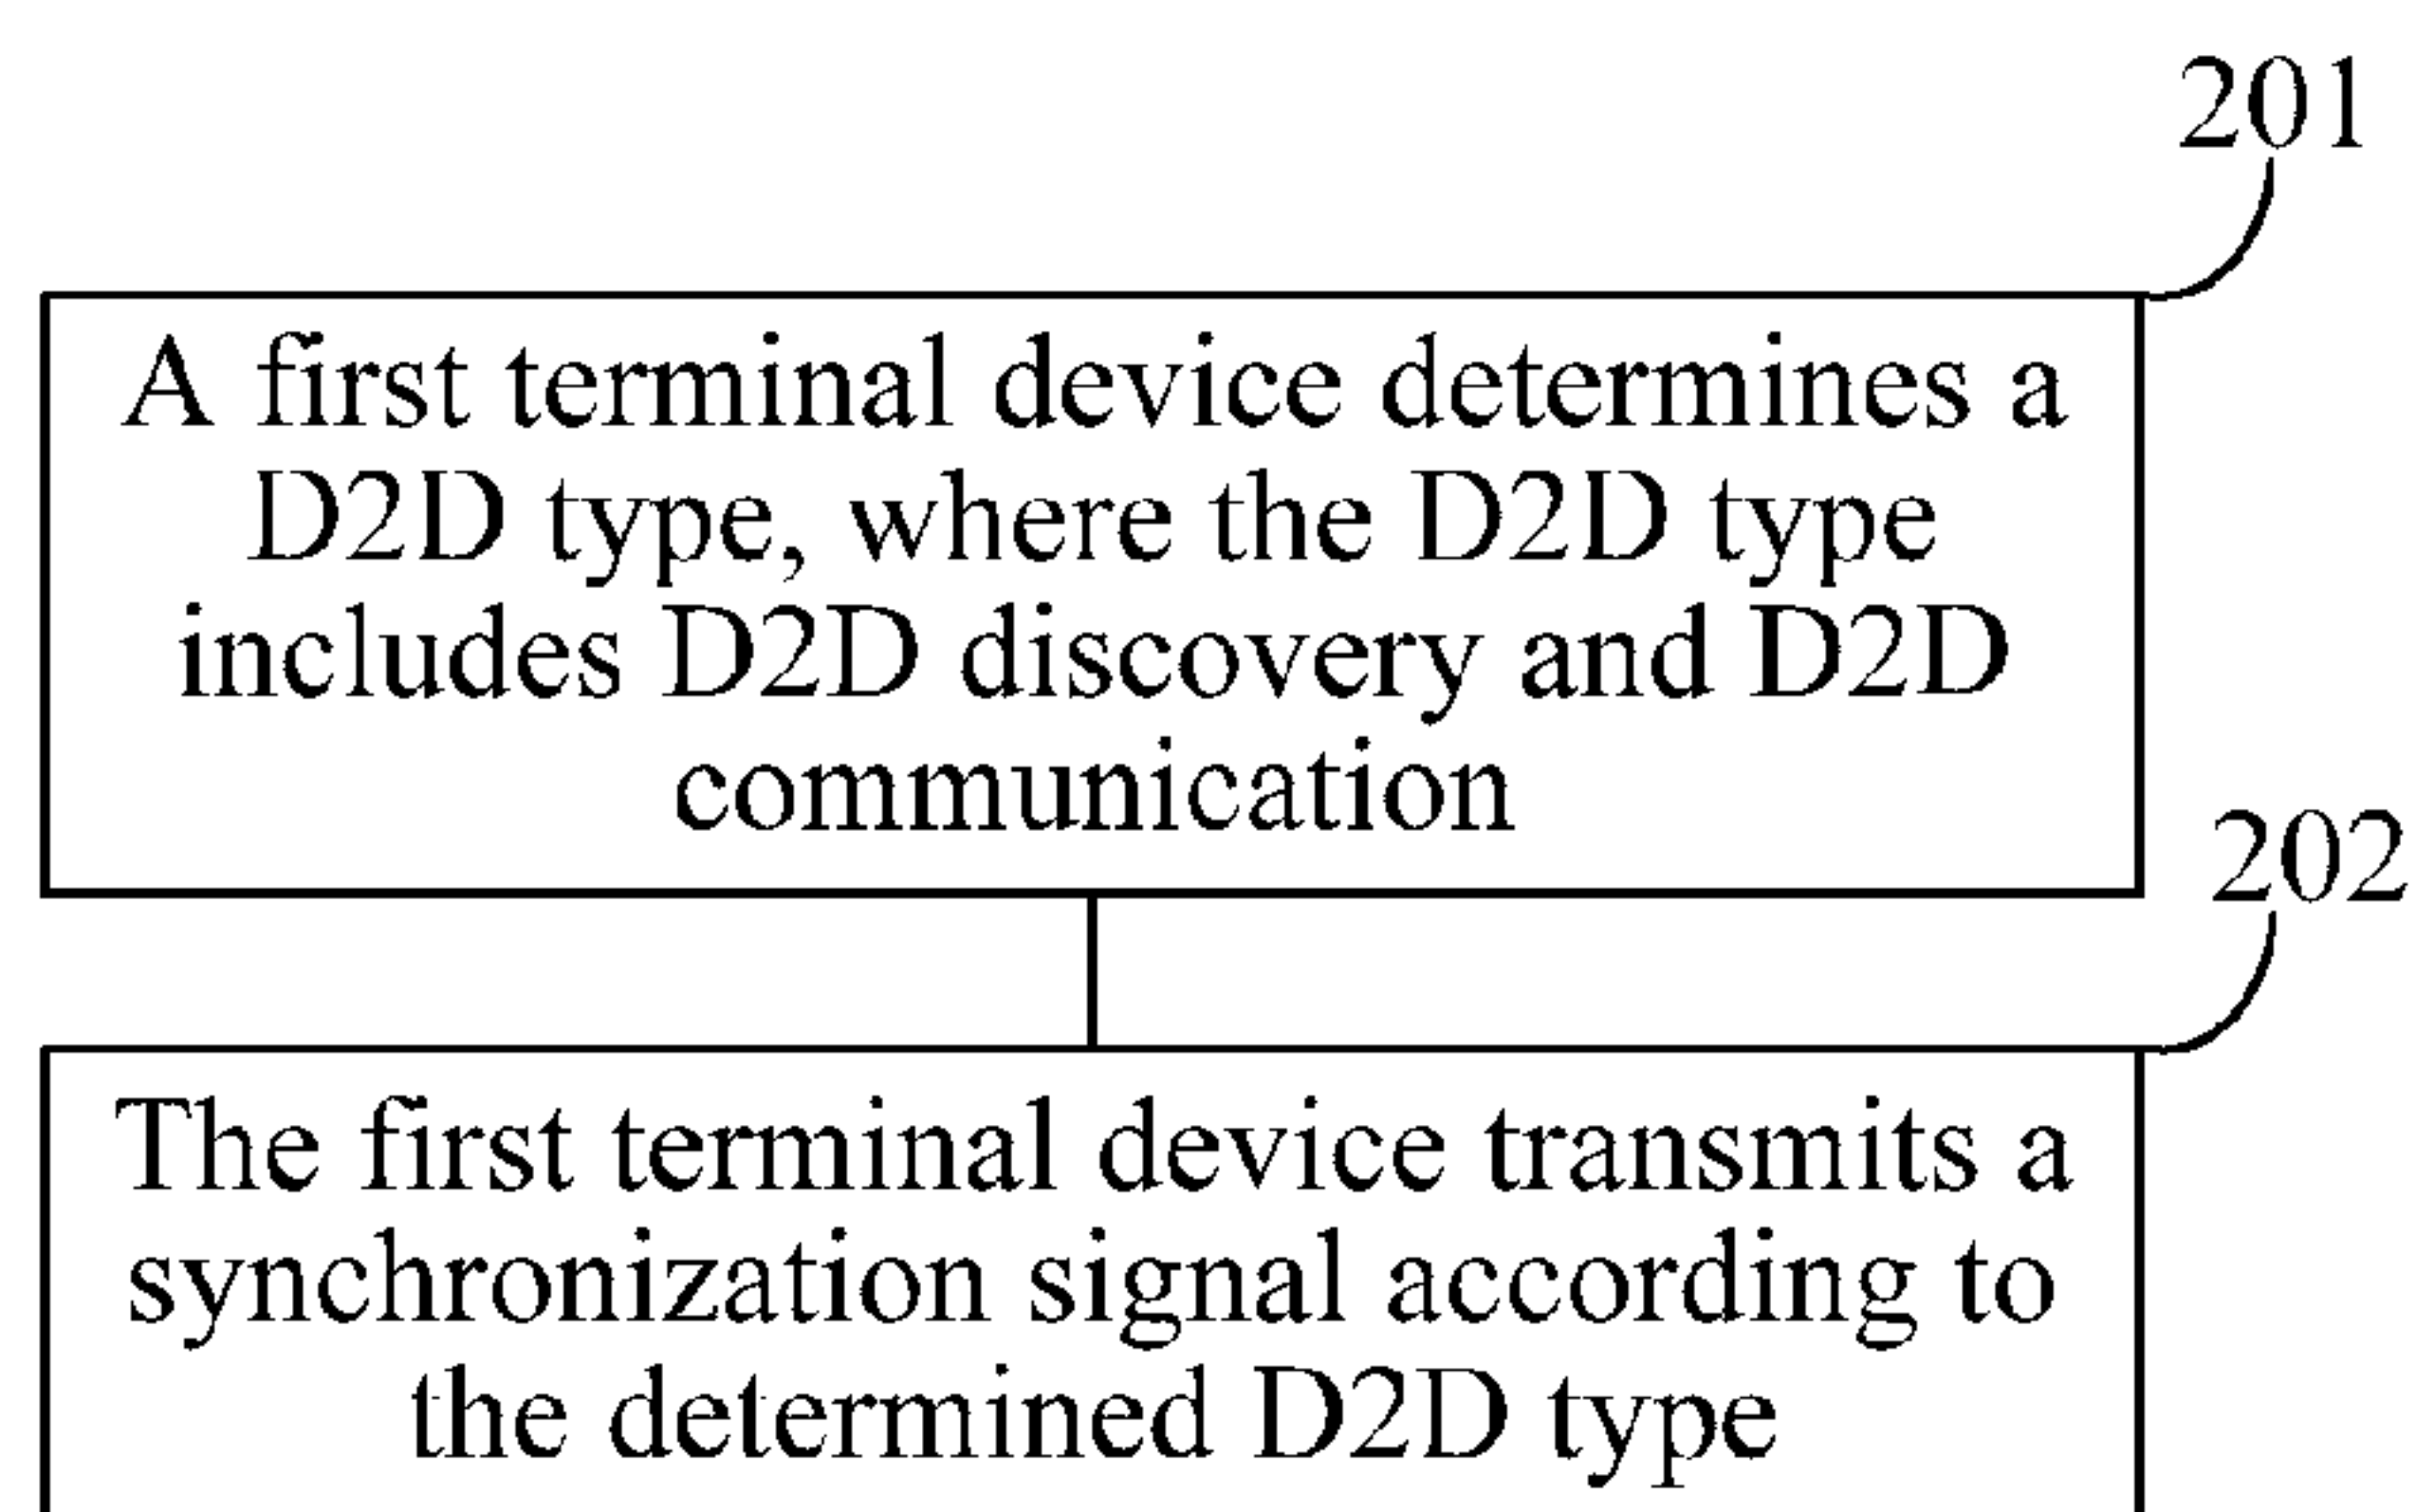 201
A first terminal device determines a
D2D type, where the D2D type
includes D2D discovery and D2D
communication
202
The first terminal device transmits a
synchronization signal according to
the determined D2D type